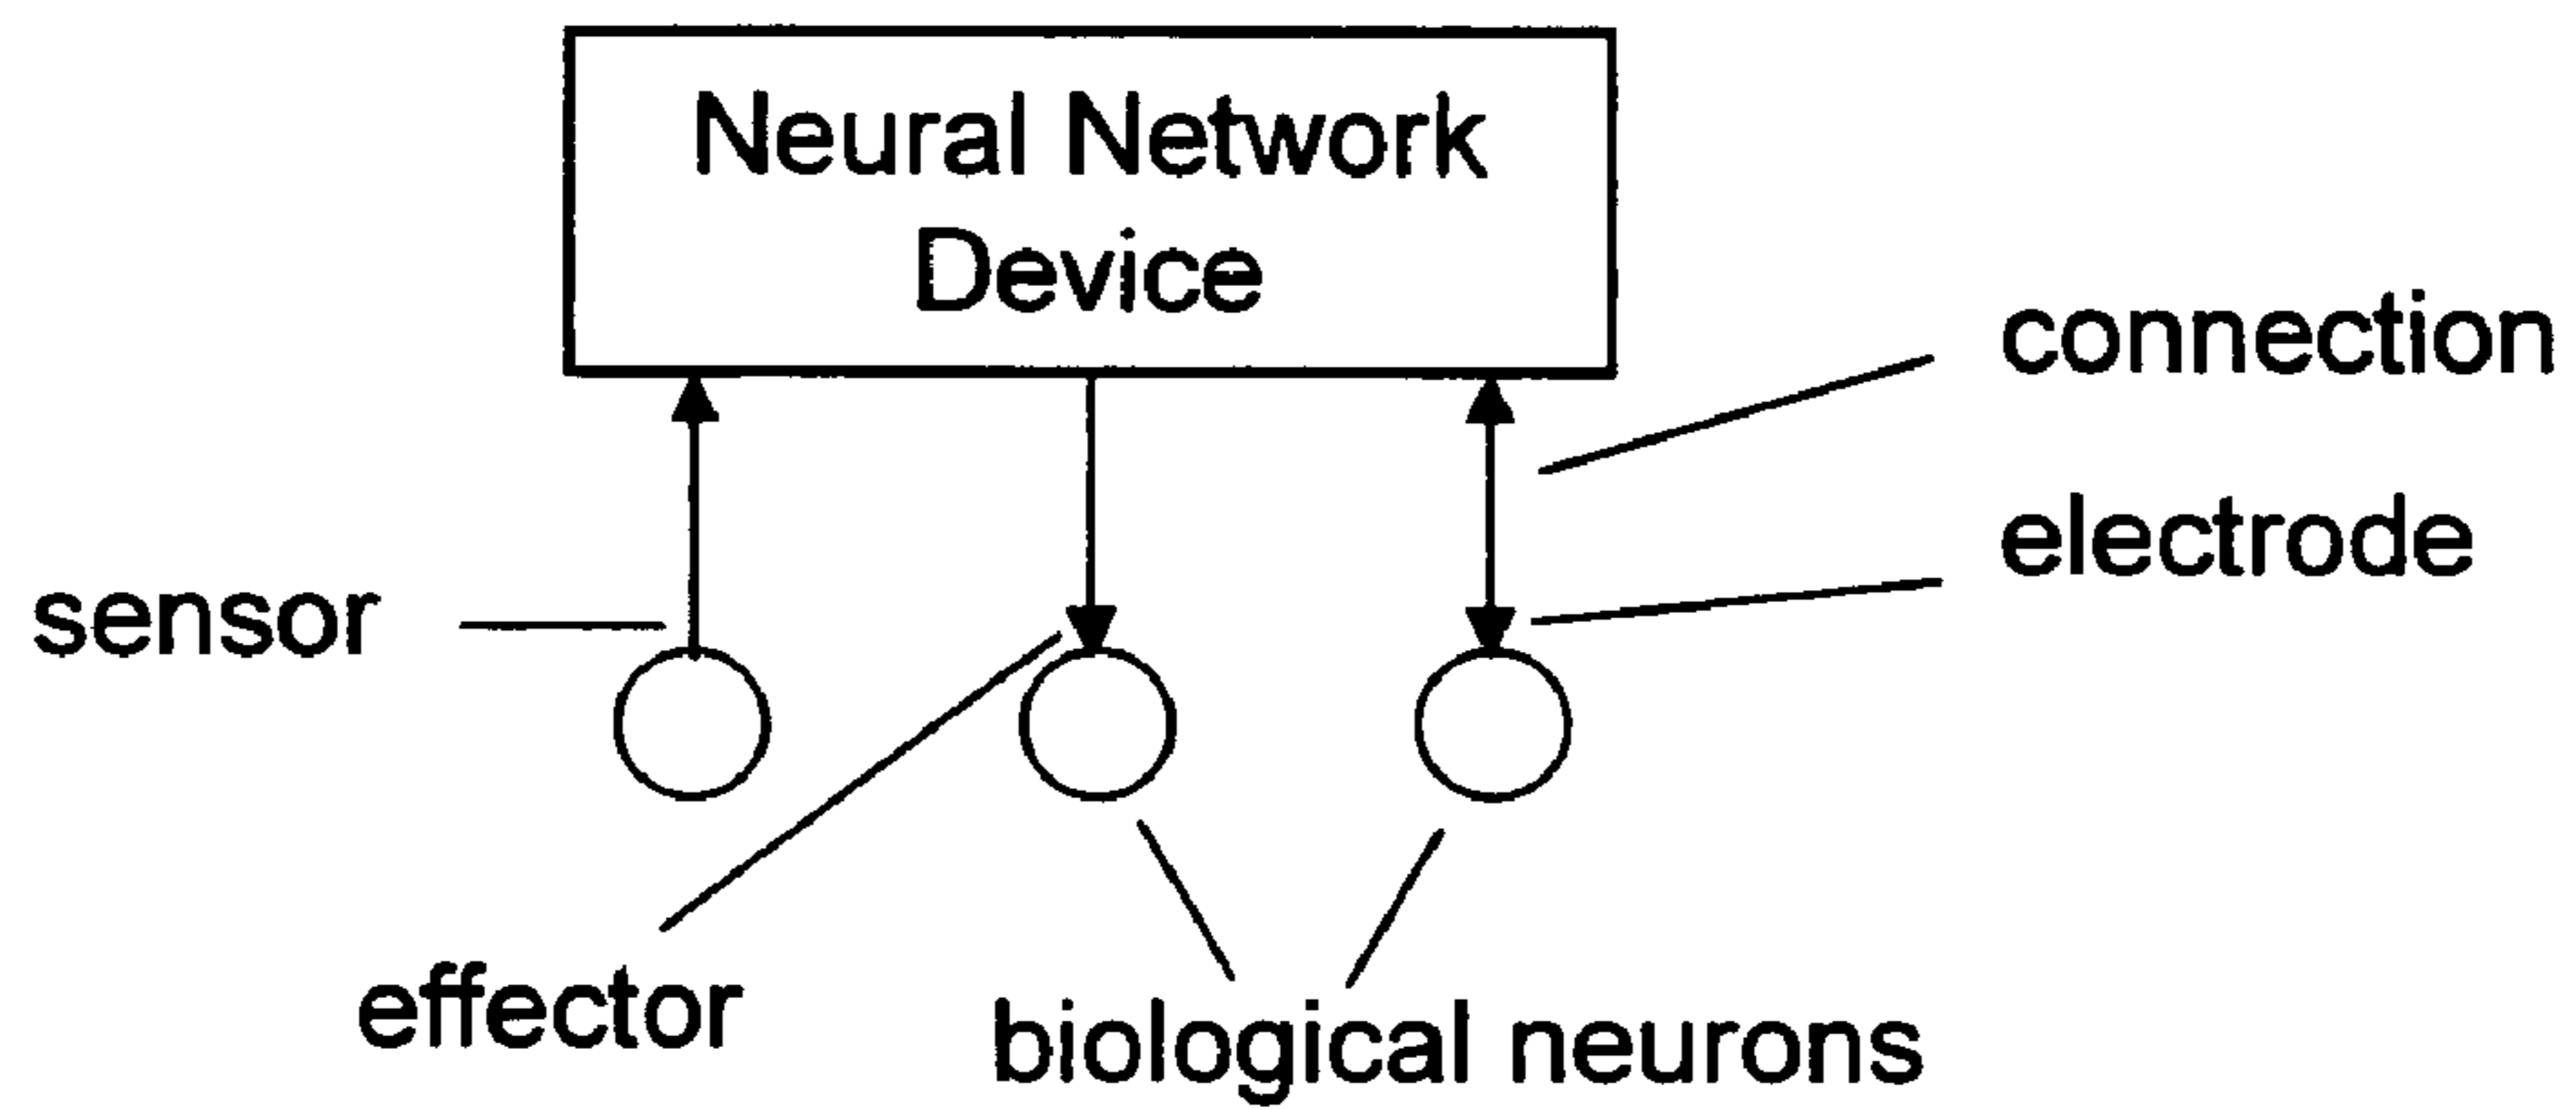 Neural Network
Device
connection
electrode
sensor
effector
biological neurons